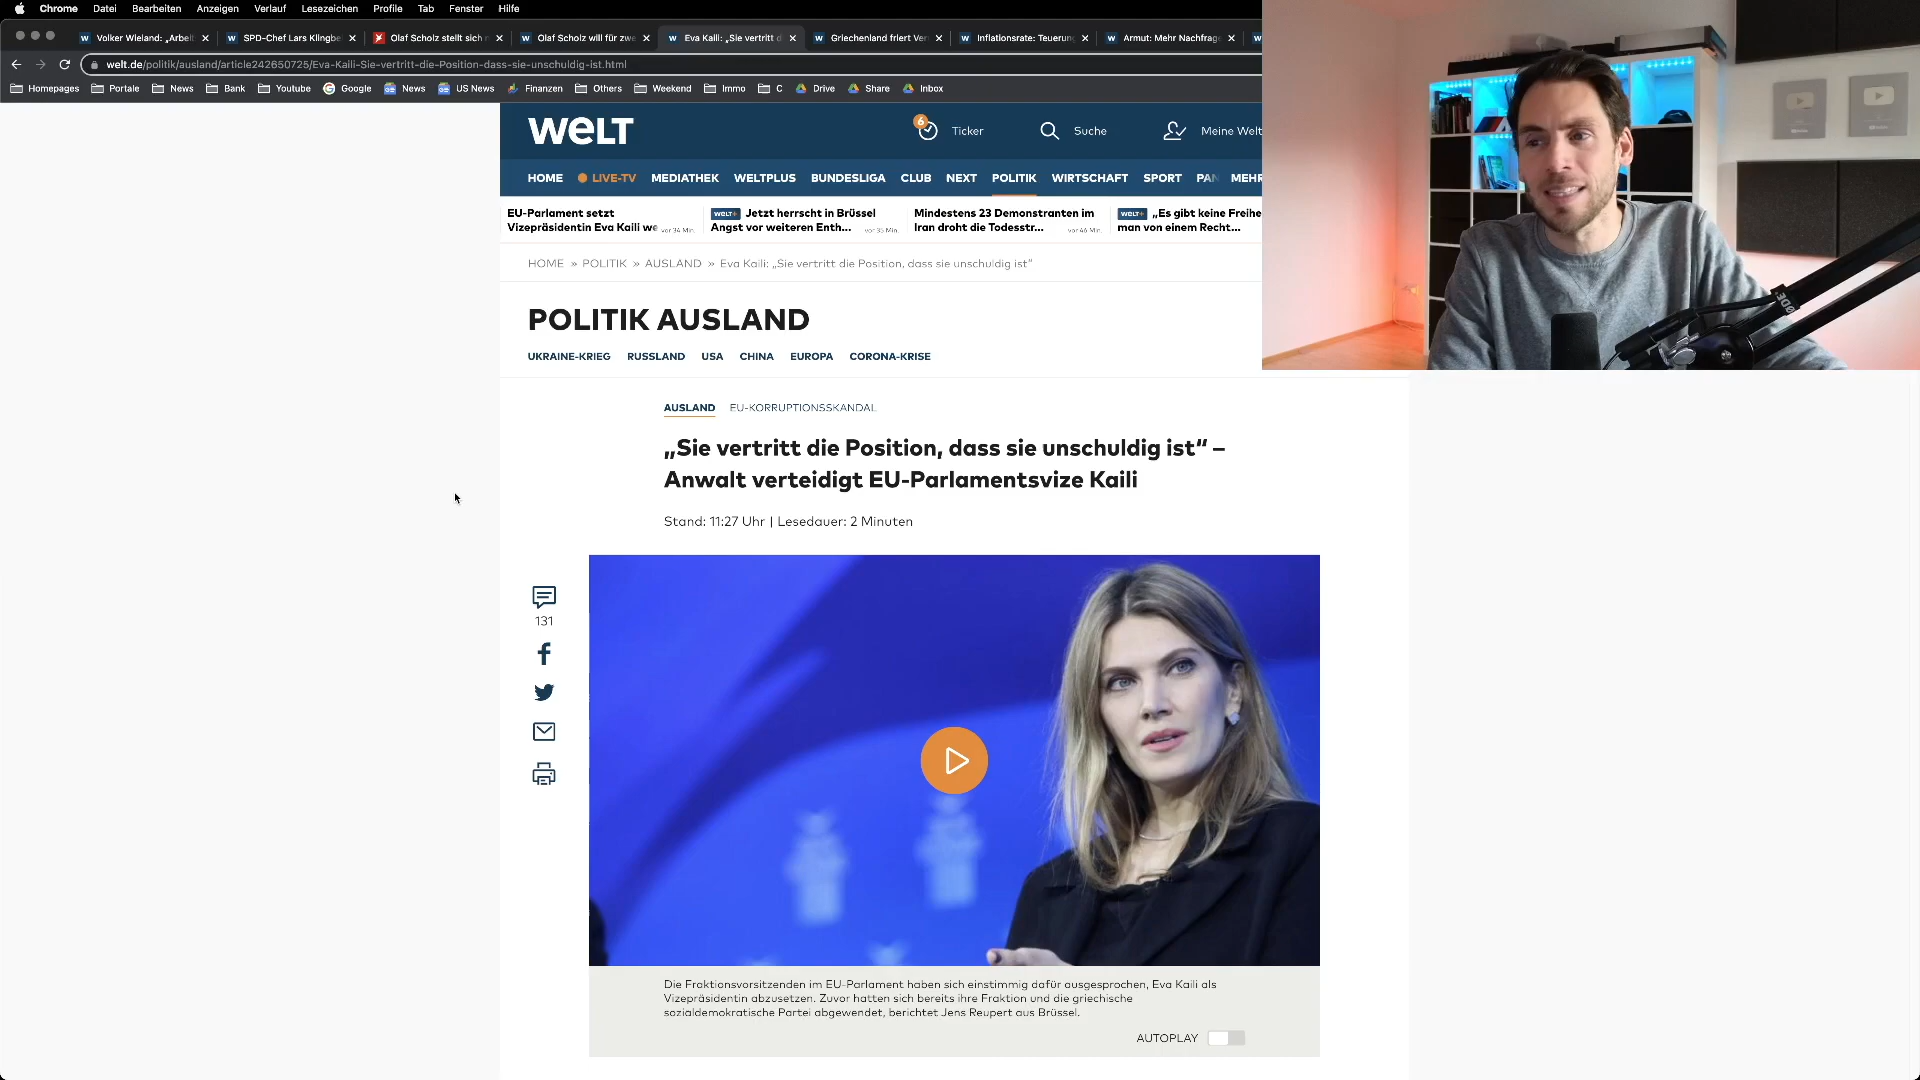 Chrome Datei Bearbeiten Anzeigen Verlauf Lesezeichen Profile Tab Fenster Hilfe
Volker Wieland: „Arbeit
SPD-Chef Lars Klingbe
Olaf Scholz stellt sich
Olaf Scholz will für zwe
Eva Kaili: „Sie vertritt d
Griechenland friert Ver
Inflationsrate: Teuerun
Armut: Mehr Nachfrage
welt.de/politik/ausland/article242650725/Eva-Kaili-Sie-vertritt-die-Position-dass-sie-unschuldig-ist.html
Homepages Portale News Bank Youtube Google News US News Finanzen Others Weekend Immo C Drive Share Inbox
WELT
6
Ticker Suche Meine Welt
HOME LIVE-TV MEDIATHEK WELTPLUS BUNDESLIGA CLUB NEXT POLITIK WIRTSCHAFT SPORT PAN MEHR
EU-Parlament setzt
Vizepräsidentin Eva Kaili we vor 34 Min.
welt+ Jetzt herrscht in Brüssel
Angst vor weiteren Enth... vor 35 Min.
Mindestens 23 Demonstranten im
Iran droht die Todesstr... vor 46 Min.
welt+ „Es gibt keine Freihe
man von einem Recht...
HOME » POLITIK » AUSLAND » Eva Kaili: „Sie vertritt die Position, dass sie unschuldig ist“
POLITIK AUSLAND
UKRAINE-KRIEG RUSSLAND USA CHINA EUROPA CORONA-KRISE
AUSLAND EU-KORRUPTIONSSKANDAL
„Sie vertritt die Position, dass sie unschuldig ist“ –
Anwalt verteidigt EU-Parlamentsvize Kaili
Stand: 11:27 Uhr | Lesedauer: 2 Minuten
131
Die Fraktionsvorsitzenden im EU-Parlament haben sich einstimmig dafür ausgesprochen, Eva Kaili als
Vizepräsidentin abzusetzen. Zuvor hatten sich bereits ihre Fraktion und die griechische
sozialdemokratische Partei abgewendet, berichtet Jens Reupert aus Brüssel.
AUTOPLAY
RØDE